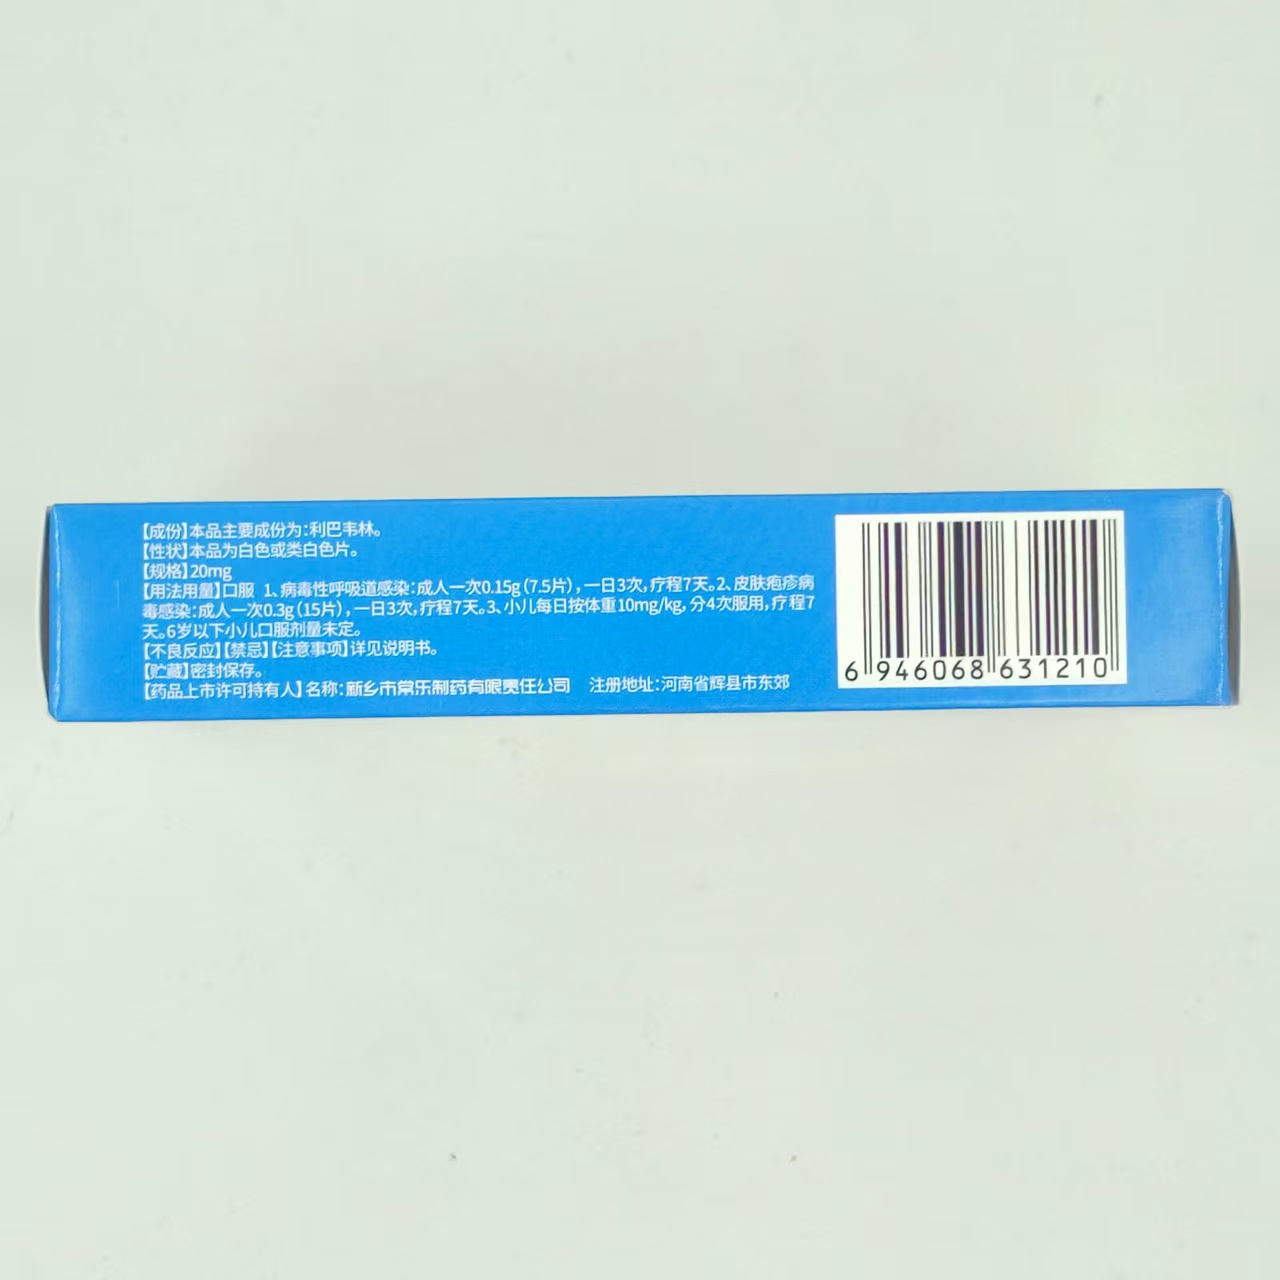 【成份】本品主要成份为:利巴韦林。
【性状】本品为白色或类白色片。
【规格】20mg
【用法用量】口服 1、病毒性呼吸道感染:成人一次0.15g(7.5片),一日3次,疗程7天。2、皮肤疱疹病
毒感染:成人一次0.3g(15片),一日3次,疗程7天。3、小儿每日按体重10mg/kg,分4次服用,疗程7
天。6岁以下小儿口服剂量未定。
【不良反应】【禁忌】【注意事项】详见说明书。
【贮藏】密封保存。
【药品上市许可持有人】名称:新乡市常乐制药有限责任公司 注册地址:河南省辉县市东郊
6 946068 631210